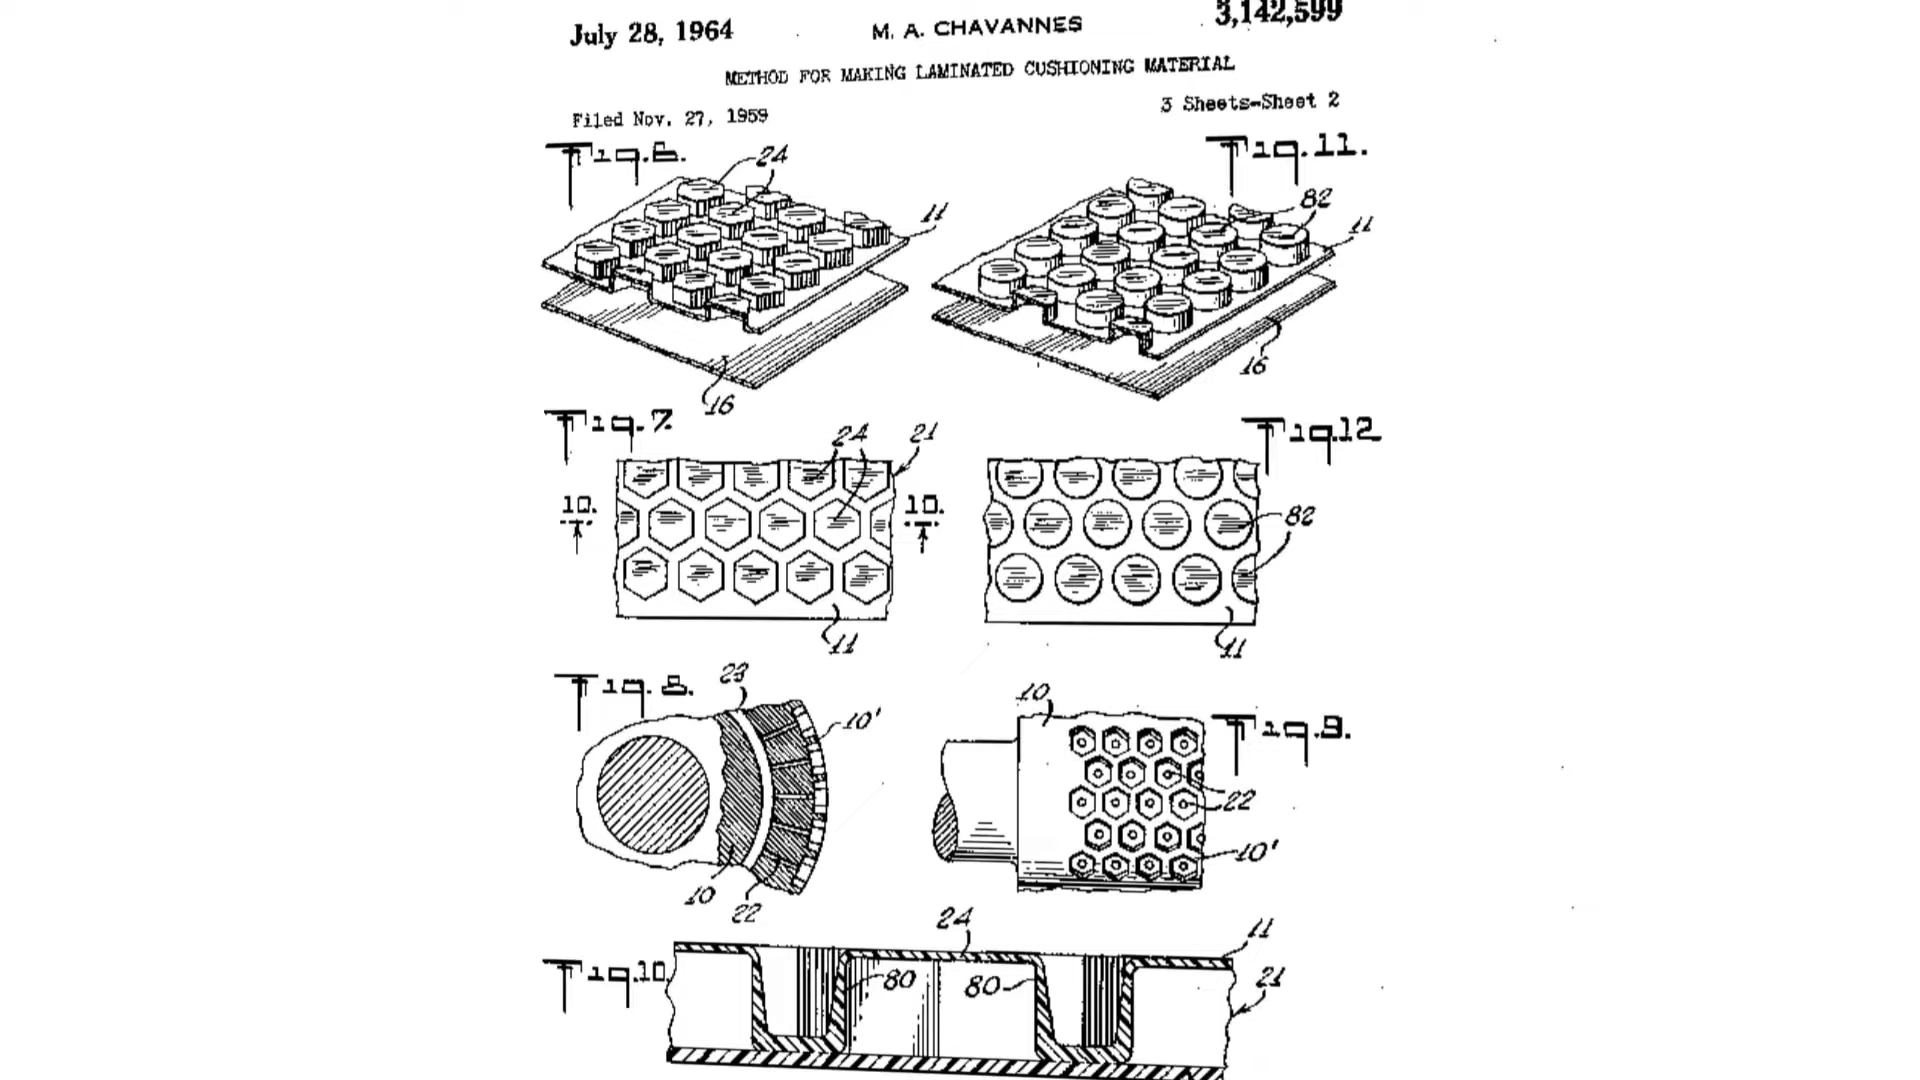 July 28, 1964 M. A. CHAVANNES 3,142,599
METHOD FOR MAKING LAMINATED CUSHIONING MATERIAL
Filed Nov. 27, 1959 3 Sheets-Sheet 2
Fig. 6. Fig. 11.
24 82
11 11
16 16
Fig. 7. Fig. 12
24 21
10. 10.
82
11 11
Fig. 8. Fig. 9.
23 10
10'
22
10'
10 22
24
11
Fig. 10.
80 80 21